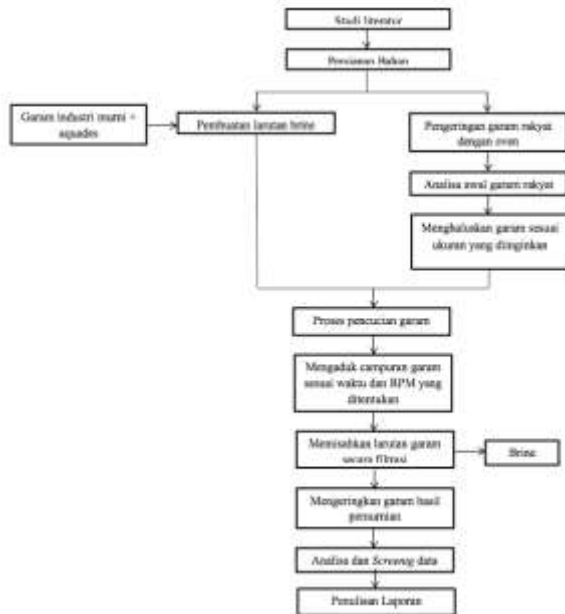 Studi literatur
Persiapan Bahan
Garam industri murni +
aquades
Pembuatan larutan brine
Pengeringan garam rakyat
dengan oven
Analisa awal garam rakyat
Menghaluskan garam sesuai
ukuran yang diinginkan
Proses pencucian garam
Mengaduk campuran garam
sesuai waktu dan RPM yang
ditentukan
Memisahkan larutan garam
secara filtrasi
Brine
Mengeringkan garam hasil
pemurnian
Analisa dan data
Penulisan Laporan